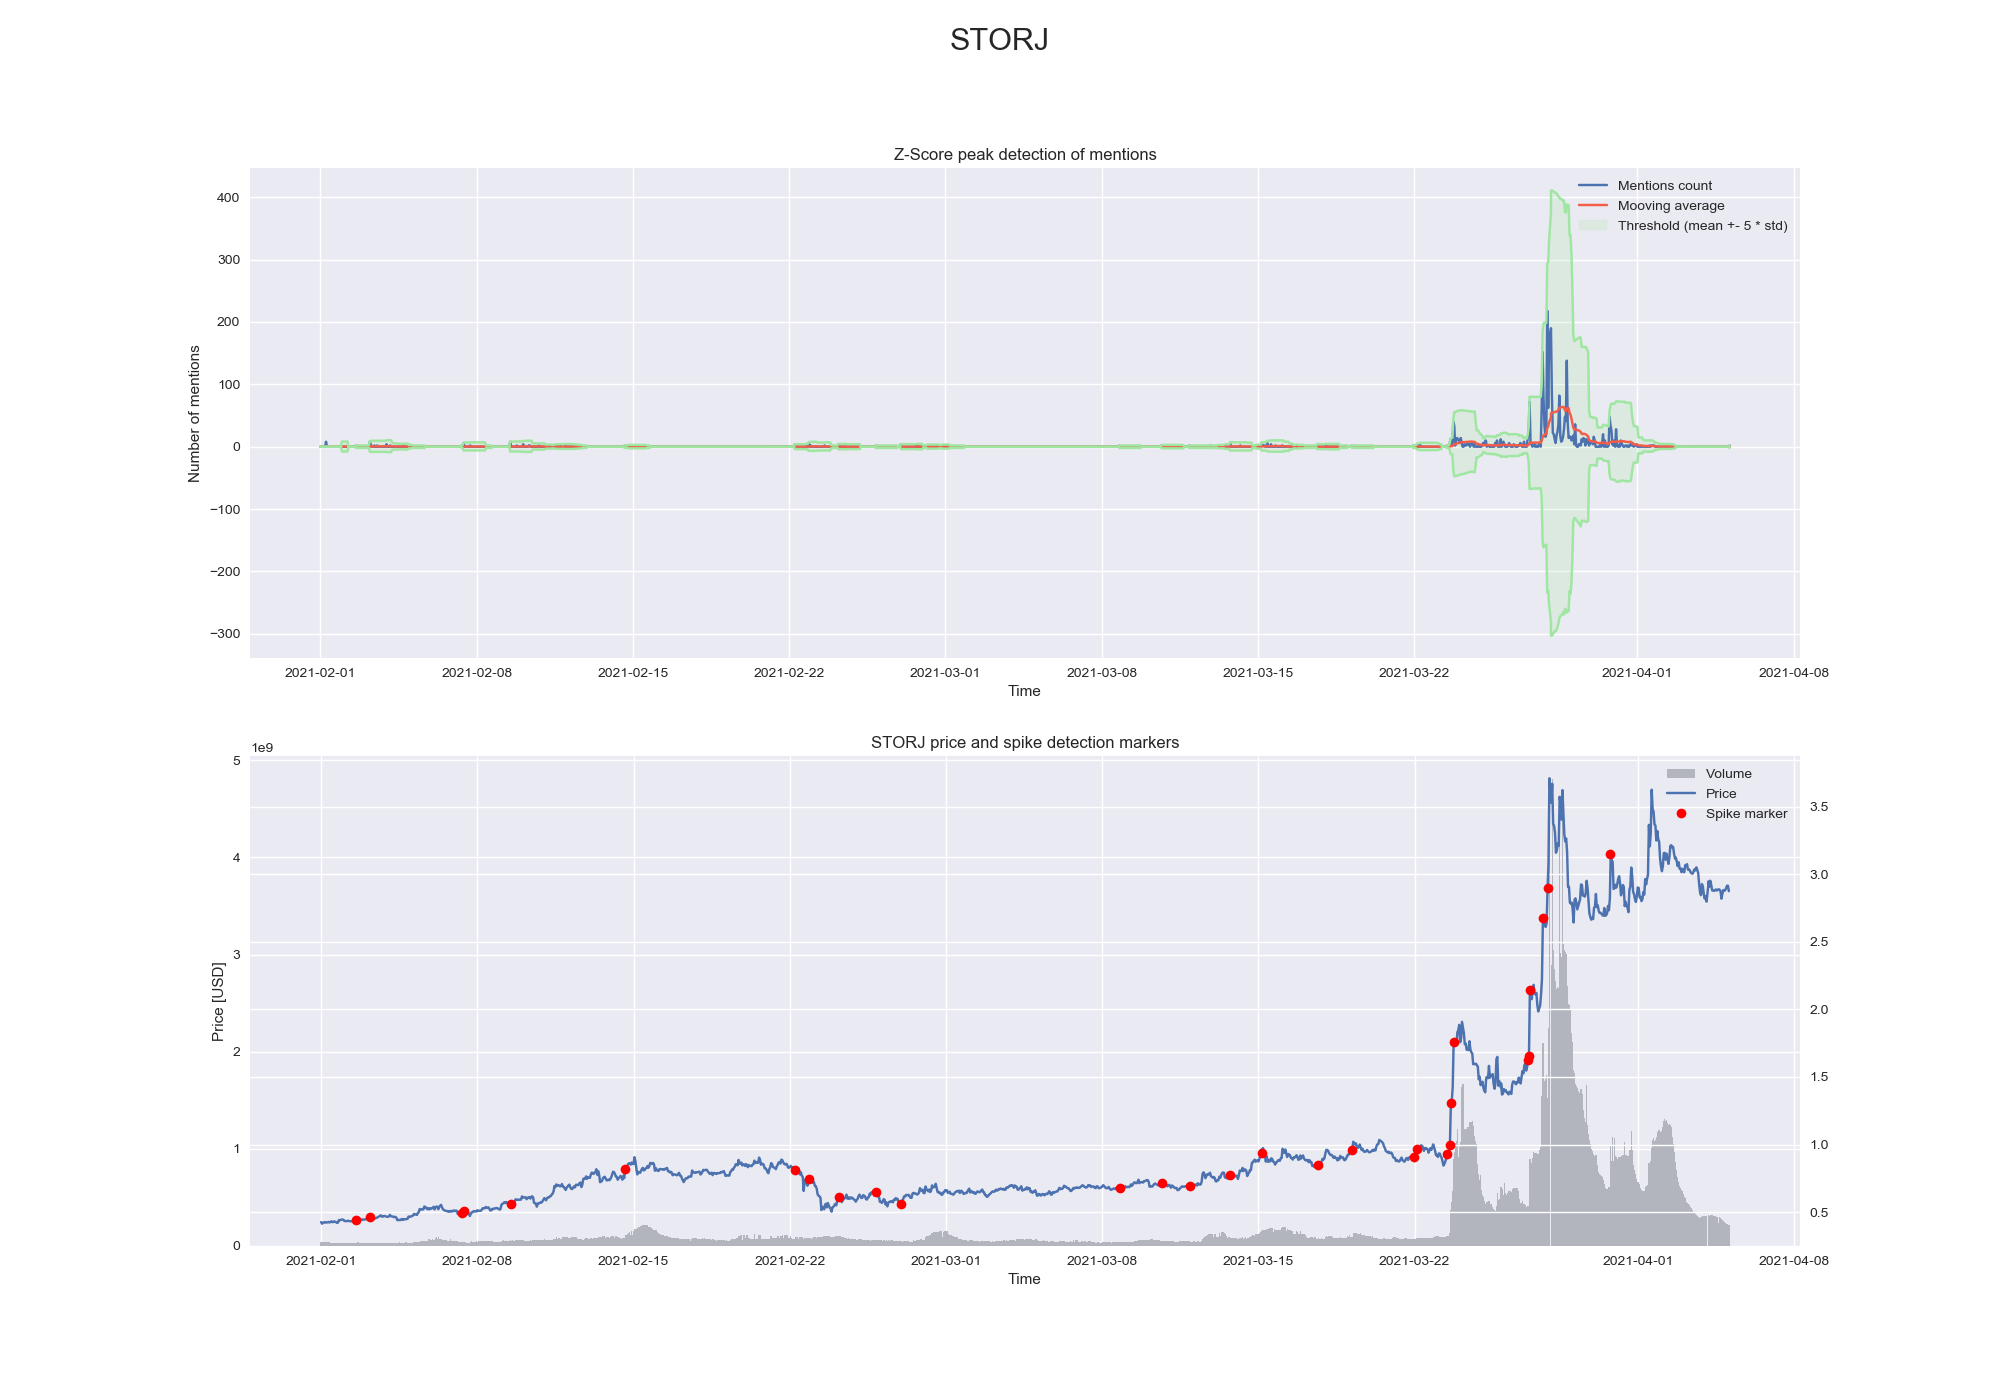 STORJ
Z-Score peak detection of mentions
Mentions count
Mooving average
Threshold (mean +- 5 * std)
Number of mentions
400
300
200
100
0
−100
−200
−300
2021-02-01 2021-02-08 2021-02-15 2021-02-22 2021-03-01 2021-03-08 2021-03-15 2021-03-22 2021-04-01 2021-04-08
Time
STORJ price and spike detection markers
1e9
Volume
Price
Spike marker
Price [USD]
5
4
3
2
1
0
3.5
3.0
2.5
2.0
1.5
1.0
0.5
2021-02-01 2021-02-08 2021-02-15 2021-02-22 2021-03-01 2021-03-08 2021-03-15 2021-03-22 2021-04-01 2021-04-08
Time